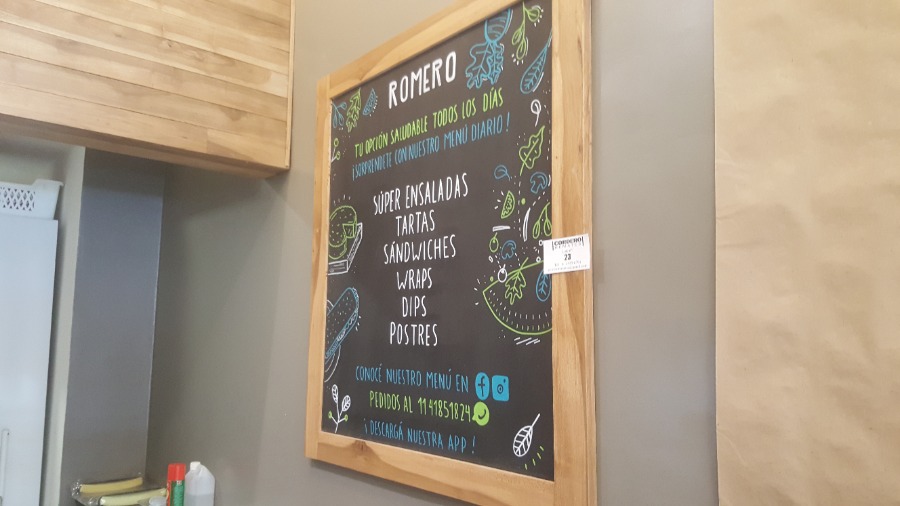 ROMERO
TU OPCIÓN SALUDABLE TODOS LOS DÍAS
¡SORPRENDETE CON NUESTRO MENÚ DIARIO!
SÚPER ENSALADAS
TARTAS
SÁNDWICHES
WRAPS
DIPS
POSTRES
CONOCÉ NUESTRO MENÚ EN
PEDIDOS AL 1141851824
¡DESCARGÁ NUESTRA APP!
23